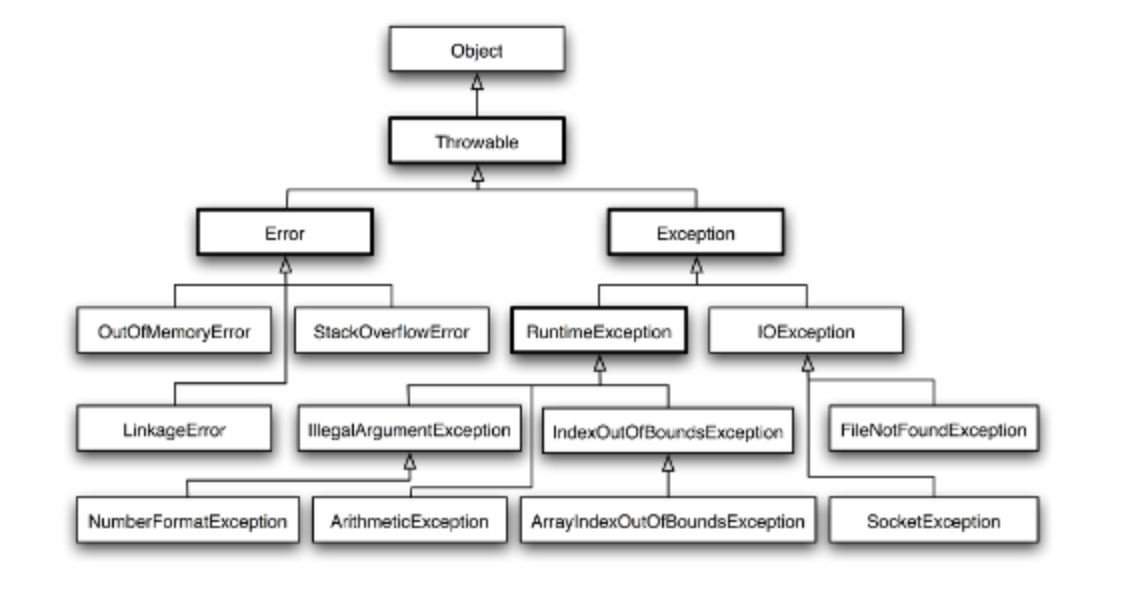 Object
Throwable
Error
Exception
OutOfMemoryError
StackOverflowError
RuntimeException
IOException
LinkageError
IllegalArgumentException
IndexOutOfBoundsException
FileNotFoundException
NumberFormatException
ArithmeticException
ArrayIndexOutOfBoundsException
SocketException